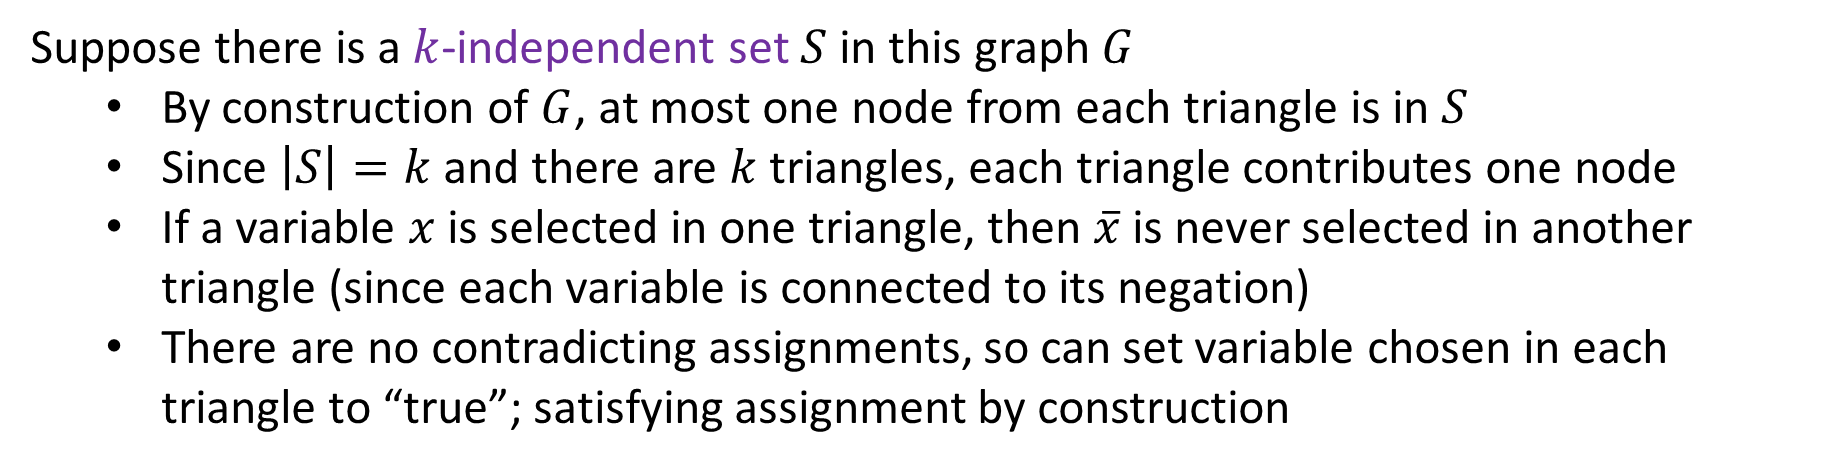 Suppose there is a k-independent set S in this graph G
• By construction of G, at most one node from each triangle is in S
• Since |S| = k and there are k triangles, each triangle contributes one node
• If a variable x is selected in one triangle, then x̄ is never selected in another
triangle (since each variable is connected to its negation)
• There are no contradicting assignments, so can set variable chosen in each
triangle to “true”; satisfying assignment by construction